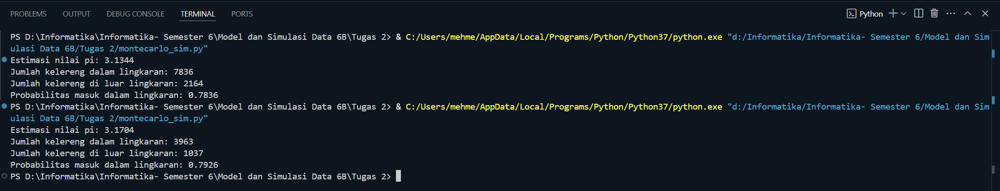 PROBLEMS OUTPUT DEBUG CONSOLE TERMINAL PORTS Python
PS D:\Informatika\Informatika- Semester 6\Model dan Simulasi Data 6B\Tugas 2> & C:/Users/mehme/AppData/Local/Programs/Python/Python37/python.exe "d:/Informatika/Informatika- Semester 6/Model dan Sim
ulasi Data 6B/Tugas 2/montecarlo_sim.py"
Estimasi nilai pi: 3.1344
Jumlah kelereng dalam lingkaran: 7836
Jumlah kelereng di luar lingkaran: 2164
Probabilitas masuk dalam lingkaran: 0.7836
PS D:\Informatika\Informatika- Semester 6\Model dan Simulasi Data 6B\Tugas 2> & C:/Users/mehme/AppData/Local/Programs/Python/Python37/python.exe "d:/Informatika/Informatika- Semester 6/Model dan Sim
ulasi Data 6B/Tugas 2/montecarlo_sim.py"
Estimasi nilai pi: 3.1704
Jumlah kelereng dalam lingkaran: 3963
Jumlah kelereng di luar lingkaran: 1037
Probabilitas masuk dalam lingkaran: 0.7926
PS D:\Informatika\Informatika- Semester 6\Model dan Simulasi Data 6B\Tugas 2>